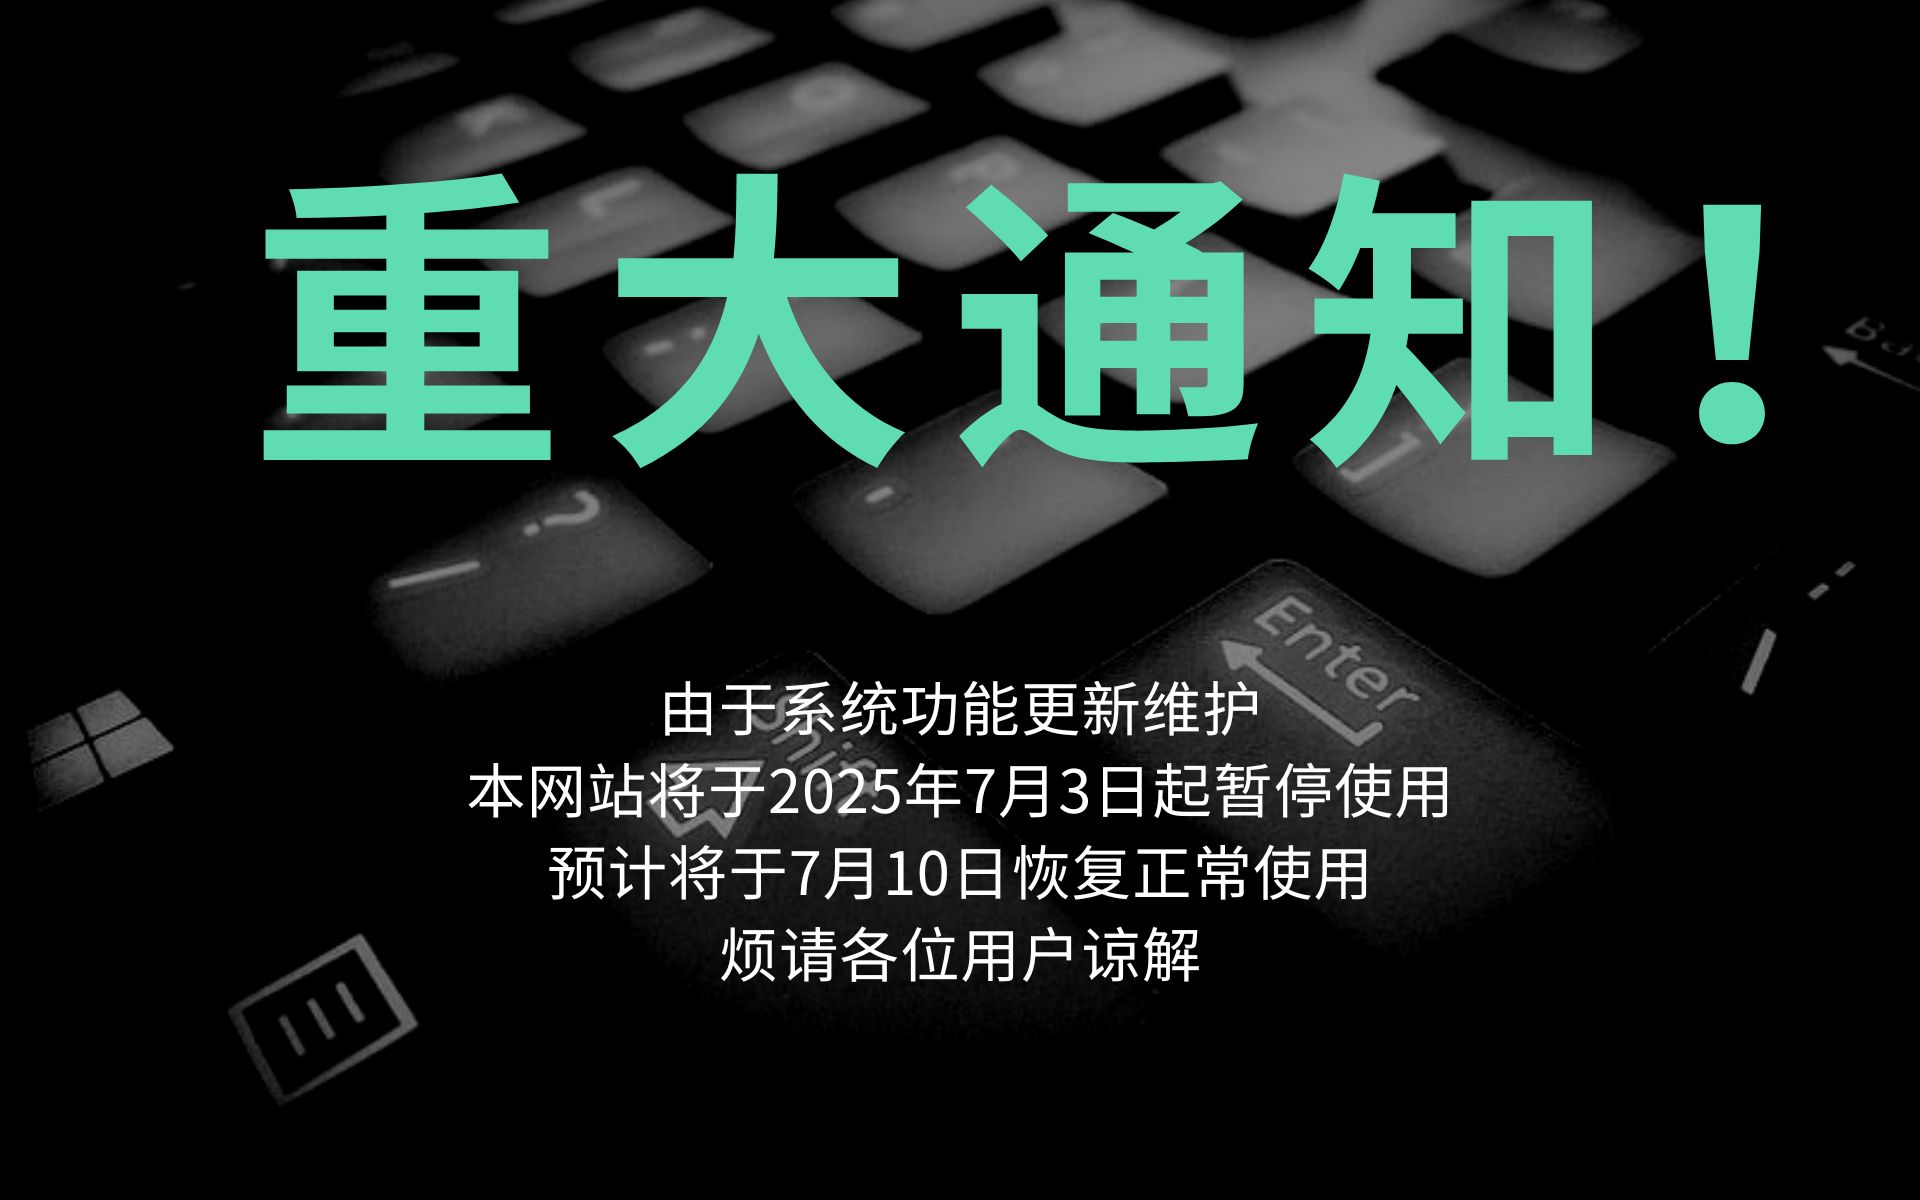 重大通知！
由于系统功能更新维护
本网站将于2025年7月3日起暂停使用
预计将于7月10日恢复正常使用
烦请各位用户谅解
Enter
Shift